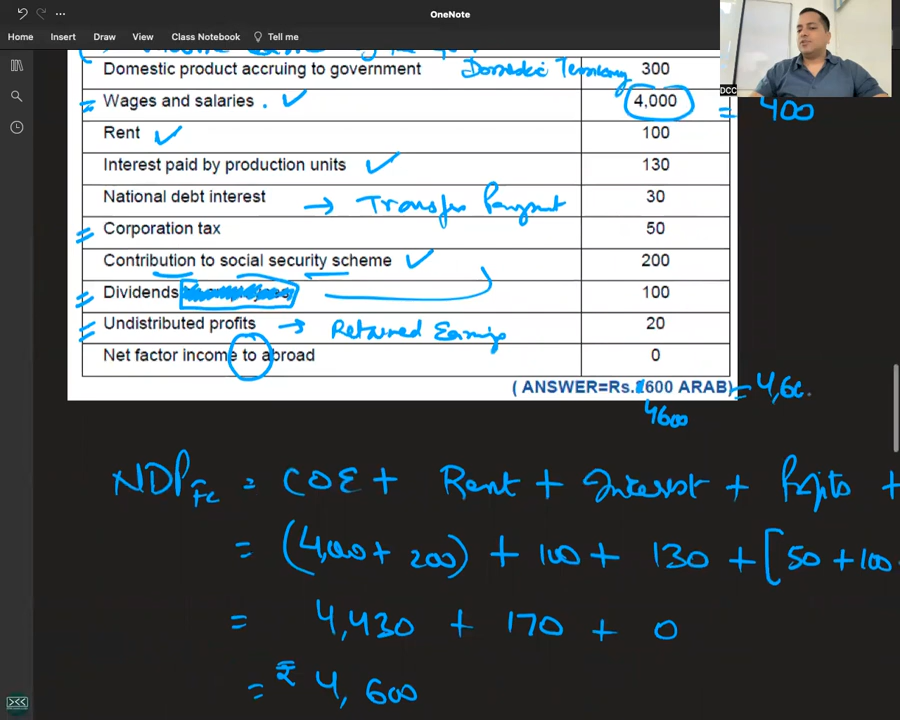 OneNote
Home Insert Draw View Class Notebook Tell me
DCC
Domestic product accruing to government Domestic Territory 300
= Wages and salaries . ✓ 4,000 = 400
Rent ✓ 100
Interest paid by production units ✓ 130
National debt interest → Transfer Payment 30
= Corporation tax 50
Contribution to social security scheme ✓ 200
= Dividends 100
= Undistributed profits → Retained Earnings 20
Net factor income to abroad 0
( ANSWER=Rs. 600 ARAB) = 4,60.
4600
NDPFC = COE + Rent + Interest + Profits +
= (4,000 + 200) + 100 + 130 + [50 + 100
= 4,430 + 170 + 0
= ₹ 4,600